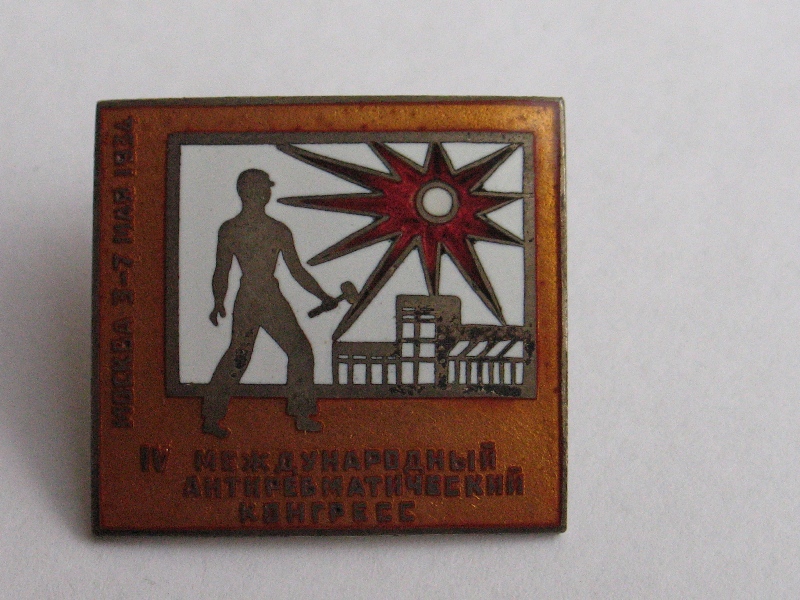 МОСКВА 3–7 МАЯ 1934
IV МЕЖДУНАРОДНЫЙ
АНТИРЕВМАТИЧЕСКИЙ
КОНГРЕСС